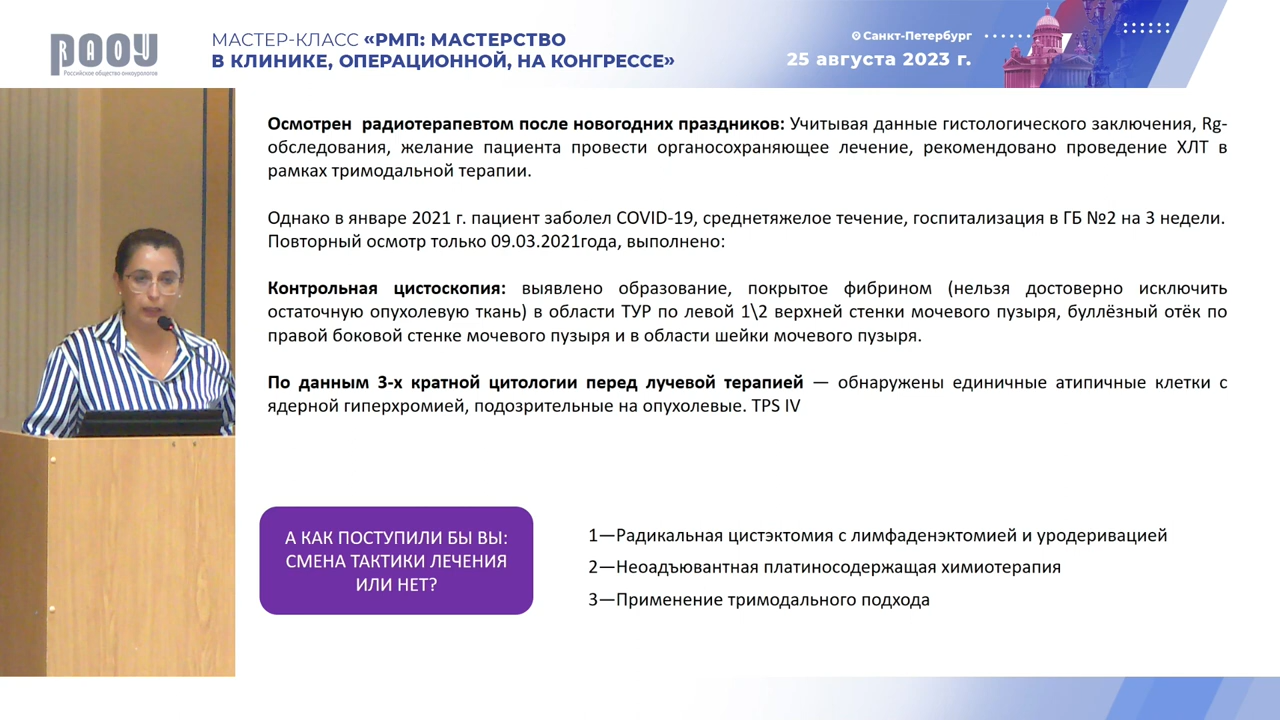 РАОУ
Российское общество онкоурологов
МАСТЕР-КЛАСС «РМП: МАСТЕРСТВО
В КЛИНИКЕ, ОПЕРАЦИОННОЙ, НА КОНГРЕССЕ»
Санкт-Петербург
25 августа 2023 г.
Осмотрен радиотерапевтом после новогодних праздников: Учитывая данные гистологического заключения, Rg-
обследования, желание пациента провести органосохраняющее лечение, рекомендовано проведение ХЛТ в
рамках тримодальной терапии.
Однако в январе 2021 г. пациент заболел COVID-19, среднетяжелое течение, госпитализация в ГБ №2 на 3 недели.
Повторный осмотр только 09.03.2021года, выполнено:
Контрольная цистоскопия: выявлено образование, покрытое фибрином (нельзя достоверно исключить
остаточную опухолевую ткань) в области ТУР по левой 1\2 верхней стенки мочевого пузыря, буллёзный отёк по
правой боковой стенке мочевого пузыря и в области шейки мочевого пузыря.
По данным 3-х кратной цитологии перед лучевой терапией — обнаружены единичные атипичные клетки с
ядерной гиперхромией, подозрительные на опухолевые. TPS IV
А КАК ПОСТУПИЛИ БЫ ВЫ:
СМЕНА ТАКТИКИ ЛЕЧЕНИЯ
ИЛИ НЕТ?
1—Радикальная цистэктомия с лимфаденэктомией и уродеривацией
2—Неоадъювантная платиносодержащая химиотерапия
3—Применение тримодального подхода